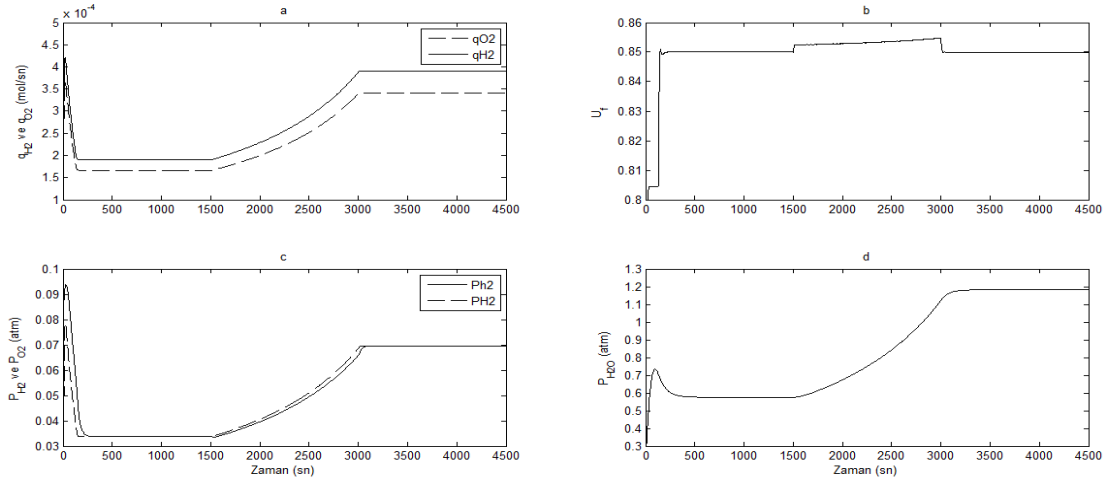 a
5 x 10^-4
4.5
4
3.5
3
2.5
2
1.5
1
q_H2 ve q_O2 (mol/sn)
qO2
qH2
0 500 1000 1500 2000 2500 3000 3500 4000 4500
b
0.86
0.85
0.84
0.83
0.82
0.81
0.8
U_f
0 500 1000 1500 2000 2500 3000 3500 4000 4500
c
0.1
0.09
0.08
0.07
0.06
0.05
0.04
0.03
P_H2 ve P_O2 (atm)
Ph2
PH2
0 500 1000 1500 2000 2500 3000 3500 4000 4500
Zaman (sn)
d
1.3
1.2
1.1
1
0.9
0.8
0.7
0.6
0.5
0.4
0.3
P_H2O (atm)
0 500 1000 1500 2000 2500 3000 3500 4000 4500
Zaman (sn)